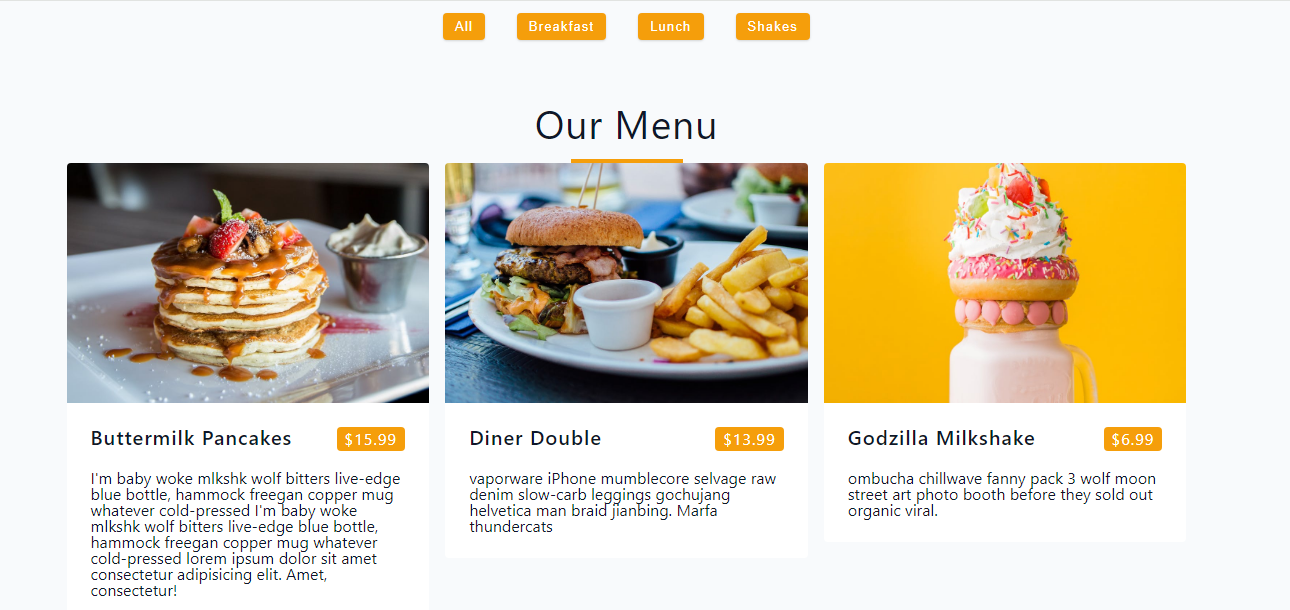 All Breakfast Lunch Shakes
Our Menu
Buttermilk Pancakes $15.99
I'm baby woke mlkshk wolf bitters live-edge
blue bottle, hammock freegan copper mug
whatever cold-pressed I'm baby woke
mlkshk wolf bitters live-edge blue bottle,
hammock freegan copper mug whatever
cold-pressed lorem ipsum dolor sit amet
consectetur adipisicing elit. Amet,
consectetur!
Diner Double $13.99
vaporware iPhone mumblecore selvage raw
denim slow-carb leggings gochujang
helvetica man braid jianbing. Marfa
thundercats
Godzilla Milkshake $6.99
ombucha chillwave fanny pack 3 wolf moon
street art photo booth before they sold out
organic viral.